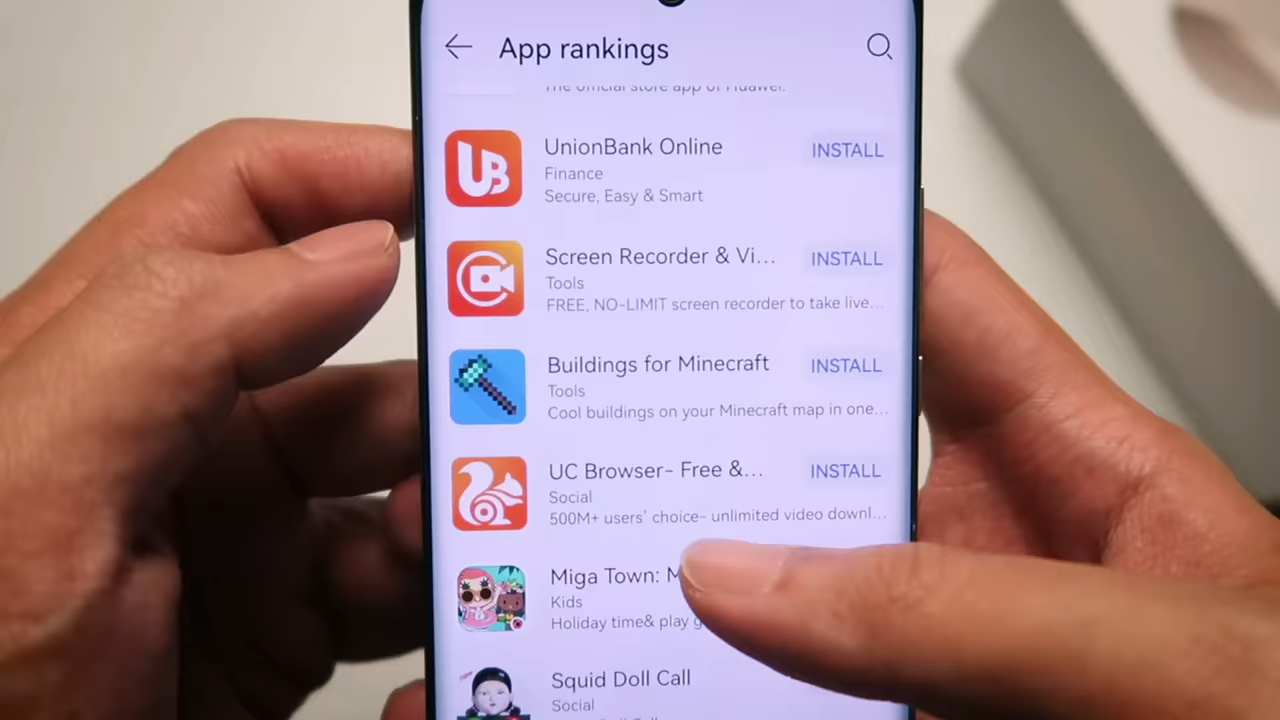 App rankings
The official store app of Huawei.
UB
UnionBank Online
INSTALL
Finance
Secure, Easy & Smart
Screen Recorder & Vi...
INSTALL
Tools
FREE, NO-LIMIT screen recorder to take live...
Buildings for Minecraft
INSTALL
Tools
Cool buildings on your Minecraft map in one...
UC Browser- Free &...
INSTALL
Social
500M+ users' choice- unlimited video downl...
Miga Town:
Kids
Holiday time& play
Squid Doll Call
Social